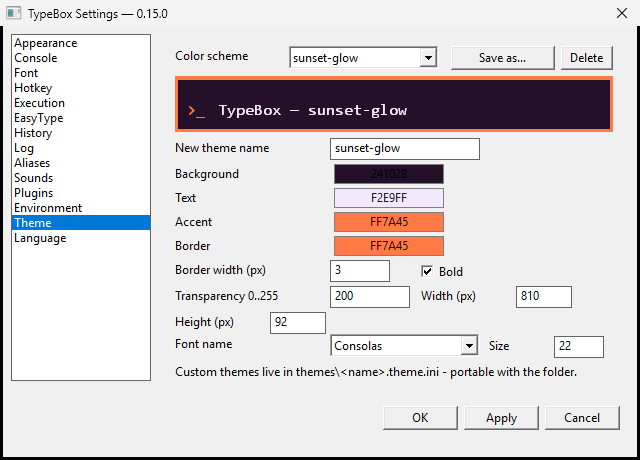 TypeBox Settings — 0.15.0
Appearance
Console
Font
Hotkey
Execution
EasyType
History
Log
Aliases
Sounds
Plugins
Environment
Theme
Language
Color scheme sunset-glow Save as... Delete
>_ TypeBox — sunset-glow
New theme name sunset-glow
Background 241028
Text F2E9FF
Accent FF7A45
Border FF7A45
Border width (px) 3 Bold
Transparency 0..255 200 Width (px) 810
Height (px) 92
Font name Consolas Size 22
Custom themes live in themes\<name>.theme.ini - portable with the folder.
OK Apply Cancel